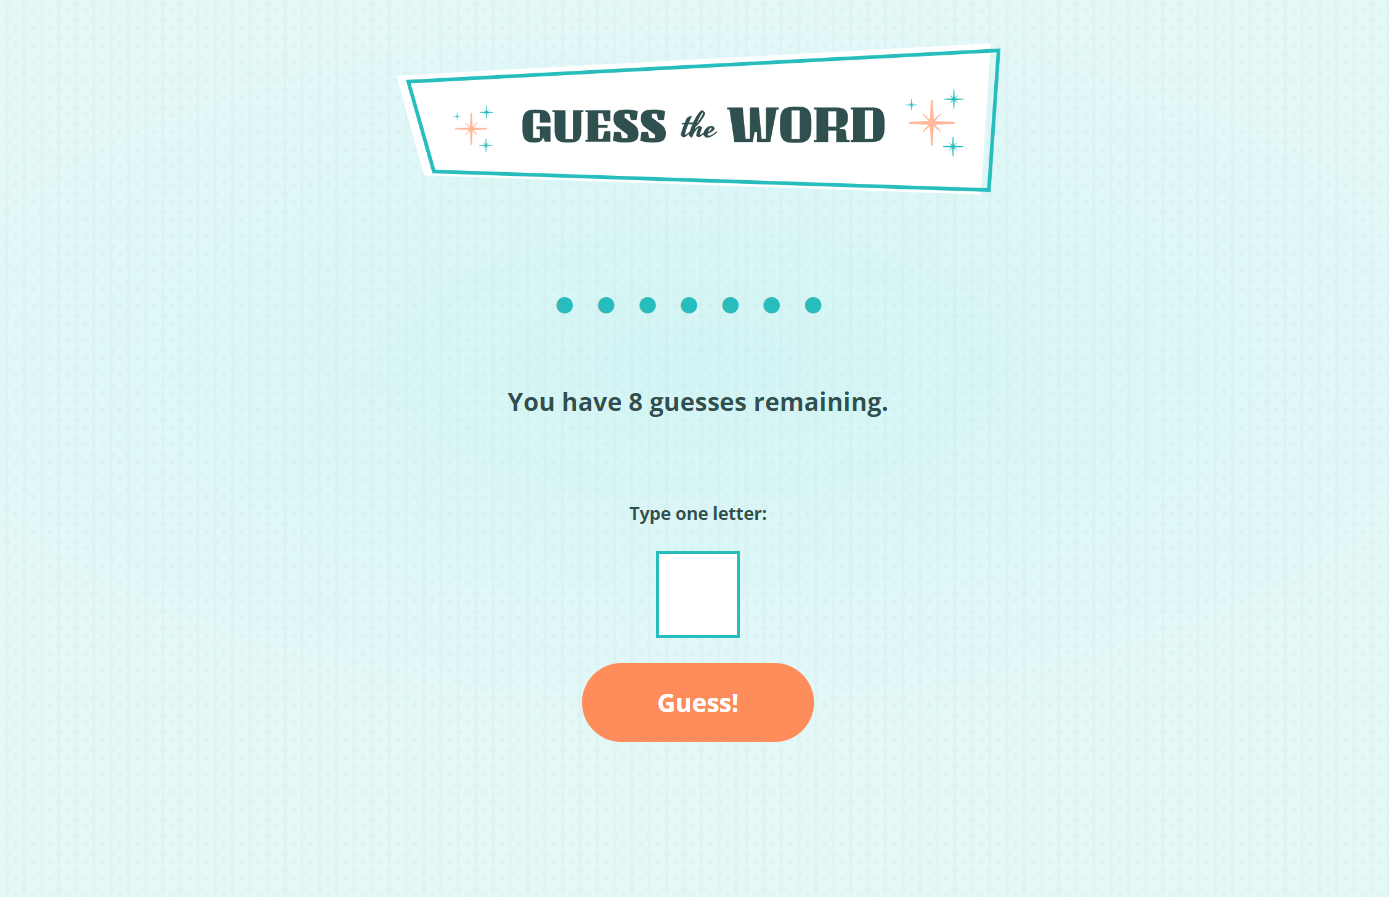 GUESS the WORD
● ● ● ● ● ● ●
You have 8 guesses remaining.
Type one letter:
Guess!